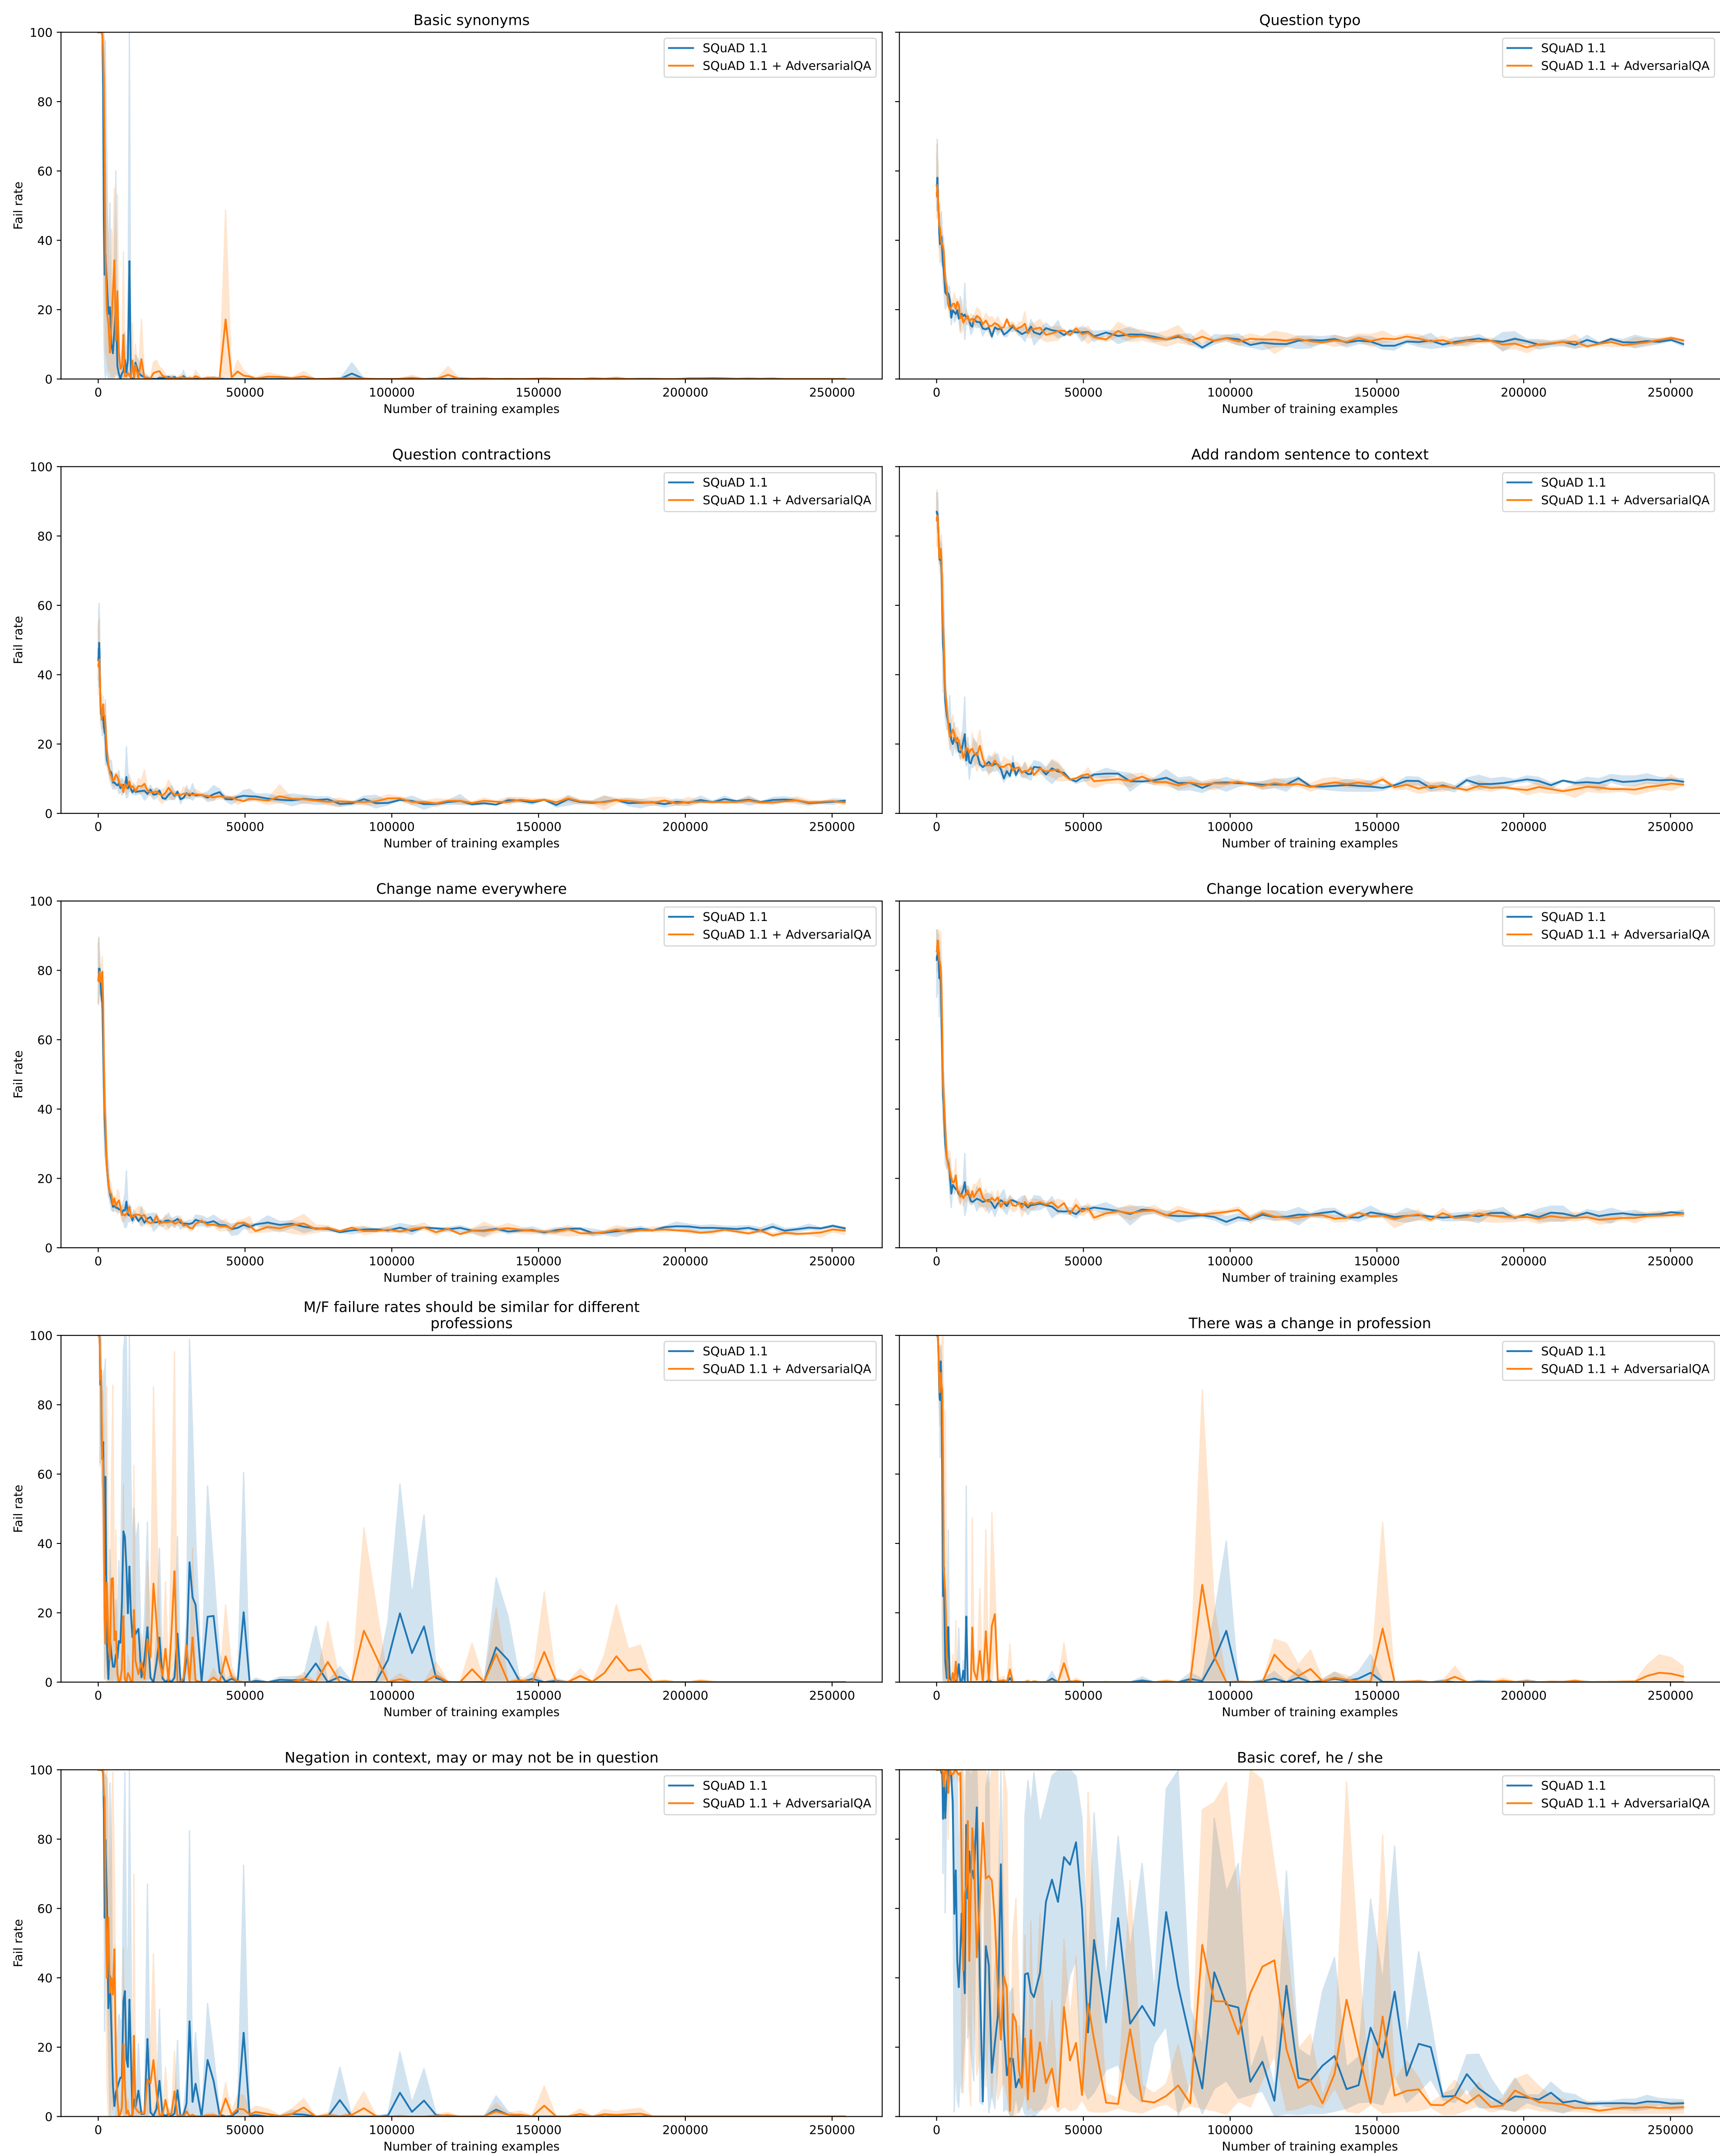 Basic synonyms
Question typo
100
80
60
40
20
0
Fail rate
SQuAD 1.1
SQuAD 1.1 + AdversarialQA
SQuAD 1.1
SQuAD 1.1 + AdversarialQA
0 50000 100000 150000 200000 250000
0 50000 100000 150000 200000 250000
Number of training examples
Number of training examples
Question contractions
Add random sentence to context
100
80
60
40
20
0
Fail rate
SQuAD 1.1
SQuAD 1.1 + AdversarialQA
SQuAD 1.1
SQuAD 1.1 + AdversarialQA
0 50000 100000 150000 200000 250000
0 50000 100000 150000 200000 250000
Number of training examples
Number of training examples
Change name everywhere
Change location everywhere
100
80
60
40
20
0
Fail rate
SQuAD 1.1
SQuAD 1.1 + AdversarialQA
SQuAD 1.1
SQuAD 1.1 + AdversarialQA
0 50000 100000 150000 200000 250000
0 50000 100000 150000 200000 250000
Number of training examples
Number of training examples
M/F failure rates should be similar for different
professions
There was a change in profession
100
80
60
40
20
0
Fail rate
SQuAD 1.1
SQuAD 1.1 + AdversarialQA
SQuAD 1.1
SQuAD 1.1 + AdversarialQA
0 50000 100000 150000 200000 250000
0 50000 100000 150000 200000 250000
Number of training examples
Number of training examples
Negation in context, may or may not be in question
Basic coref, he / she
100
80
60
40
20
0
Fail rate
SQuAD 1.1
SQuAD 1.1 + AdversarialQA
SQuAD 1.1
SQuAD 1.1 + AdversarialQA
0 50000 100000 150000 200000 250000
0 50000 100000 150000 200000 250000
Number of training examples
Number of training examples